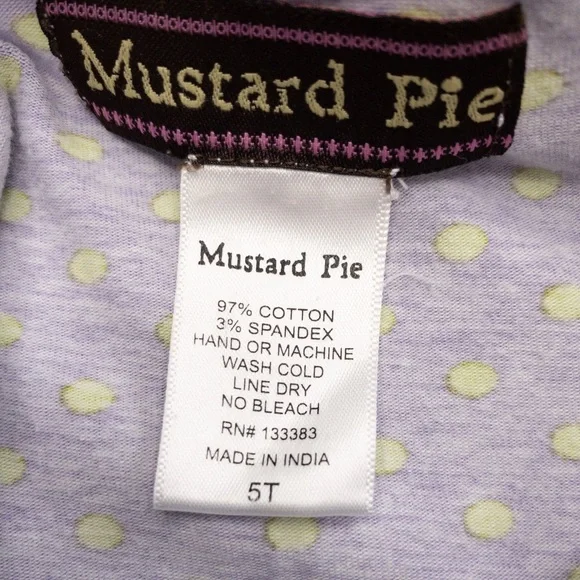 Mustard Pie
Mustard Pie
97% COTTON
3% SPANDEX
HAND OR MACHINE
WASH COLD
LINE DRY
NO BLEACH
RN# 133383
MADE IN INDIA
5T